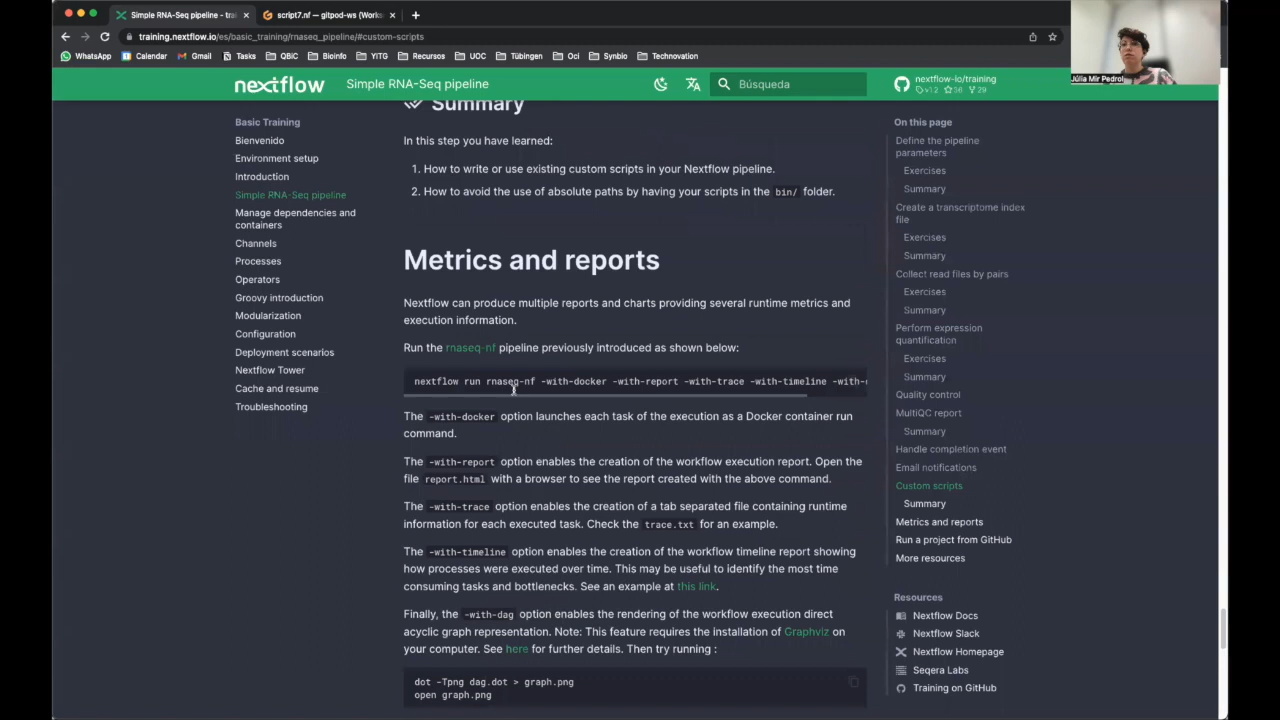 Simple RNA-Seq pipeline - trai
script7.nf — gitpod-ws (Works
training.nextflow.io/es/basic_training/rnaseq_pipeline/#custom-scripts
WhatsApp Calendar Gmail Tasks QBiC Bioinfo YITG Recursos UOC Tübingen Oci Synbio Technovation
Júlia Mir Pedrol
nextflow Simple RNA-Seq pipeline Búsqueda nextflow-io/training
Basic Training
Bienvenido
Environment setup
Introduction
Simple RNA-Seq pipeline
Manage dependencies and
containers
Channels
Processes
Operators
Groovy introduction
Modularization
Configuration
Deployment scenarios
Nextflow Tower
Cache and resume
Troubleshooting
Summary
In this step you have learned:
1. How to write or use existing custom scripts in your Nextflow pipeline.
2. How to avoid the use of absolute paths by having your scripts in the bin/ folder.
Metrics and reports
Nextflow can produce multiple reports and charts providing several runtime metrics and
execution information.
Run the rnaseq-nf pipeline previously introduced as shown below:
nextflow run rnaseq-nf -with-docker -with-report -with-trace -with-timeline -with-
The -with-docker option launches each task of the execution as a Docker container run
command.
The -with-report option enables the creation of the workflow execution report. Open the
file report.html with a browser to see the report created with the above command.
The -with-trace option enables the creation of a tab separated file containing runtime
information for each executed task. Check the trace.txt for an example.
The -with-timeline option enables the creation of the workflow timeline report showing
how processes were executed over time. This may be useful to identify the most time
consuming tasks and bottlenecks. See an example at this link.
Finally, the -with-dag option enables the rendering of the workflow execution direct
acyclic graph representation. Note: This feature requires the installation of Graphviz on
your computer. See here for further details. Then try running :
dot -Tpng dag.dot > graph.png
open graph.png
On this page
Define the pipeline
parameters
Exercises
Summary
Create a transcriptome index
file
Exercises
Summary
Collect read files by pairs
Exercises
Summary
Perform expression
quantification
Exercises
Summary
Quality control
MultiQC report
Summary
Handle completion event
Email notifications
Custom scripts
Summary
Metrics and reports
Run a project from GitHub
More resources
Resources
Nextflow Docs
Nextflow Slack
Nextflow Homepage
Seqera Labs
Training on GitHub